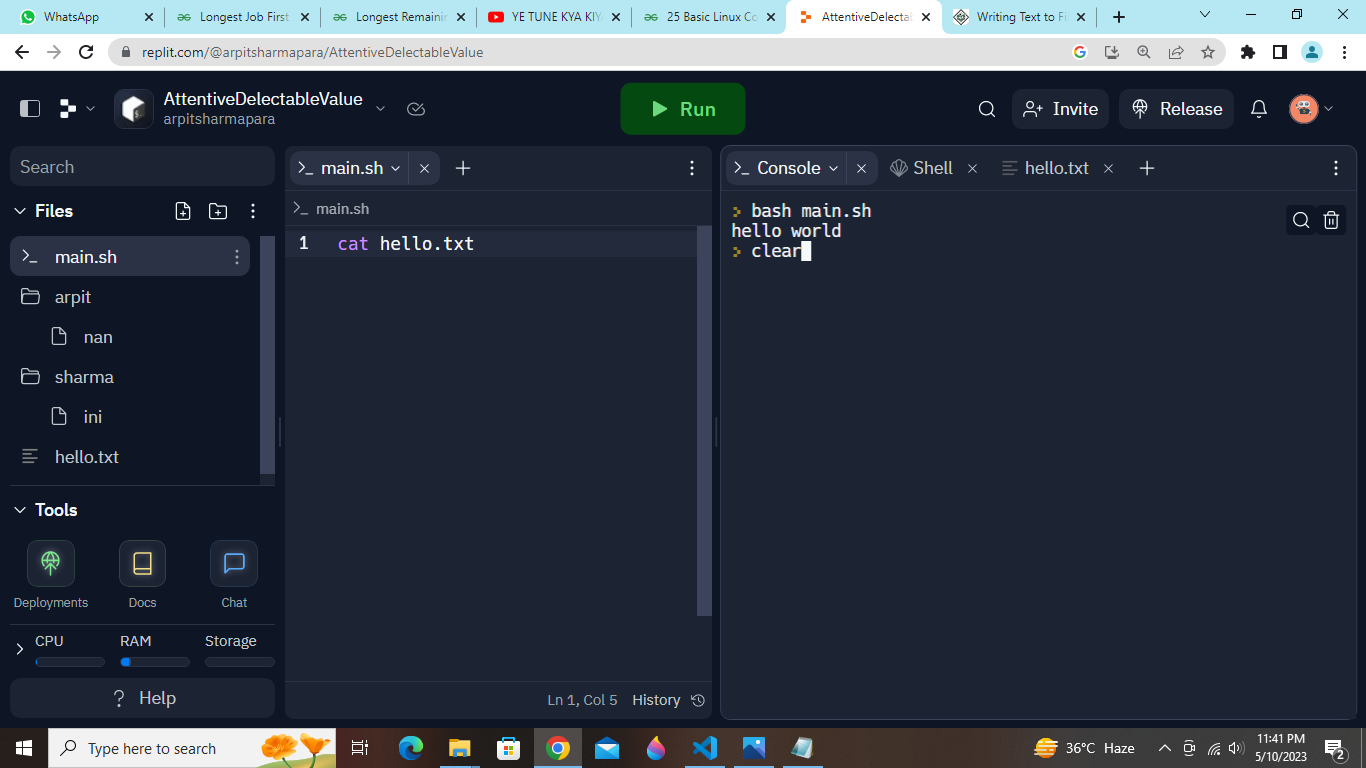 WhatsApp
Longest Job First
Longest Remainin
YE TUNE KYA KIY
25 Basic Linux Co
AttentiveDelectab
Writing Text to Fi
replit.com/@arpitsharmapara/AttentiveDelectableValue
AttentiveDelectableValue
arpitsharmapara
Run
Invite
Release
Search
main.sh
Console
Shell
hello.txt
Files
main.sh
arpit
nan
sharma
ini
hello.txt
main.sh
1 cat hello.txt
bash main.sh
hello world
clear
Tools
Deployments
Docs
Chat
CPU
RAM
Storage
Help
Ln 1, Col 5
History
Type here to search
36°C Haze
11:41 PM
5/10/2023
2